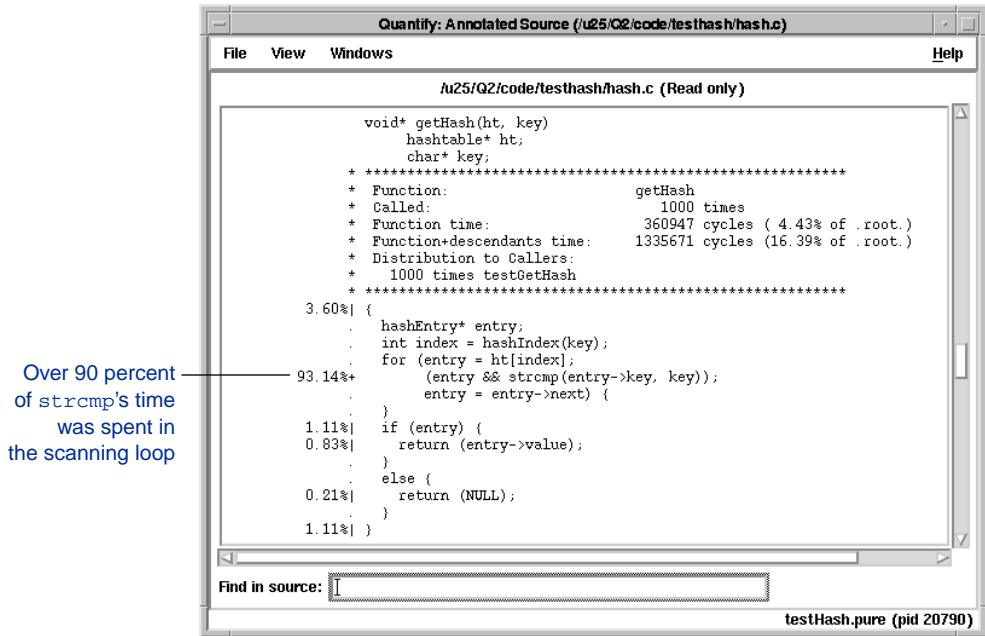 Quantify: Annotated Source (/u25/Q2/code/testhash/hash.c)
File View Windows Help
/u25/Q2/code/testhash/hash.c (Read only)
void* getHash(ht, key)
hashtable* ht;
char* key;
* *********************************************************
* Function: getHash
* Called: 1000 times
* Function time: 360947 cycles ( 4.43% of .root.)
* Function+descendants time: 1335671 cycles (16.39% of .root.)
* Distribution to Callers:
* 1000 times testGetHash
* *********************************************************
3.60%| {
. hashEntry* entry;
. int index = hashIndex(key);
. for (entry = ht[index];
93.14%+ (entry && strcmp(entry->key, key));
. entry = entry->next) {
. }
1.11%| if (entry) {
0.83%| return (entry->value);
. }
. else {
0.21%| return (NULL);
. }
1.11%| }
Over 90 percent
of strcmp's time
was spent in
the scanning loop
Find in source:
testHash.pure (pid 20790)